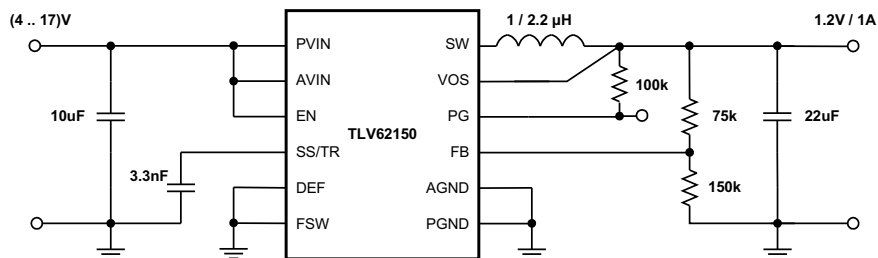 (4 .. 17)V
1 / 2.2 µH
1.2V / 1A
PVIN
SW
AVIN
VOS
100k
10uF
EN
PG
75k
22uF
TLV62150
SS/TR
FB
3.3nF
150k
DEF
AGND
FSW
PGND